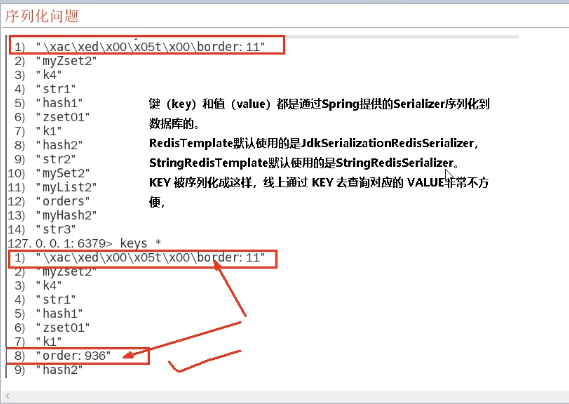 序列化问题
1) "\xac\xed\x00\x05t\x00\border:11"
2) "myZset2"
3) "k4"
4) "str1"
5) "hash1"
6) "zset01"
7) "k1"
8) "hash2"
9) "str2"
10) "mySet2"
11) "myList2"
12) "orders"
13) "myHash2"
14) "str3"
键（key）和值（value）都是通过Spring提供的Serializer序列化到
数据库的。
RedisTemplate默认使用的是JdkSerializationRedisSerializer，
StringRedisTemplate默认使用的是StringRedisSerializer。
KEY 被序列化成这样，线上通过 KEY 去查询对应的 VALUE非常不方
便，
127.0.0.1:6379> keys *
1) "\xac\xed\x00\x05t\x00\border:11"
2) "myZset2"
3) "k4"
4) "str1"
5) "hash1"
6) "zset01"
7) "k1"
8) "order:936"
9) "hash2"